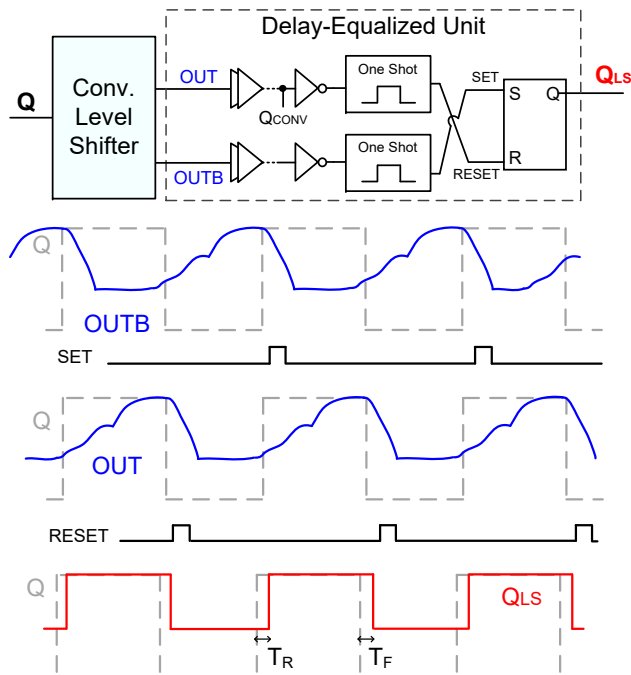 Delay-Equalized Unit
Q
Conv.
Level
Shifter
OUT
OUTB
QCONV
One Shot
One Shot
SET
RESET
S
Q
R
QLS
Q
OUTB
SET
Q
OUT
RESET
Q
QLS
TR
TF